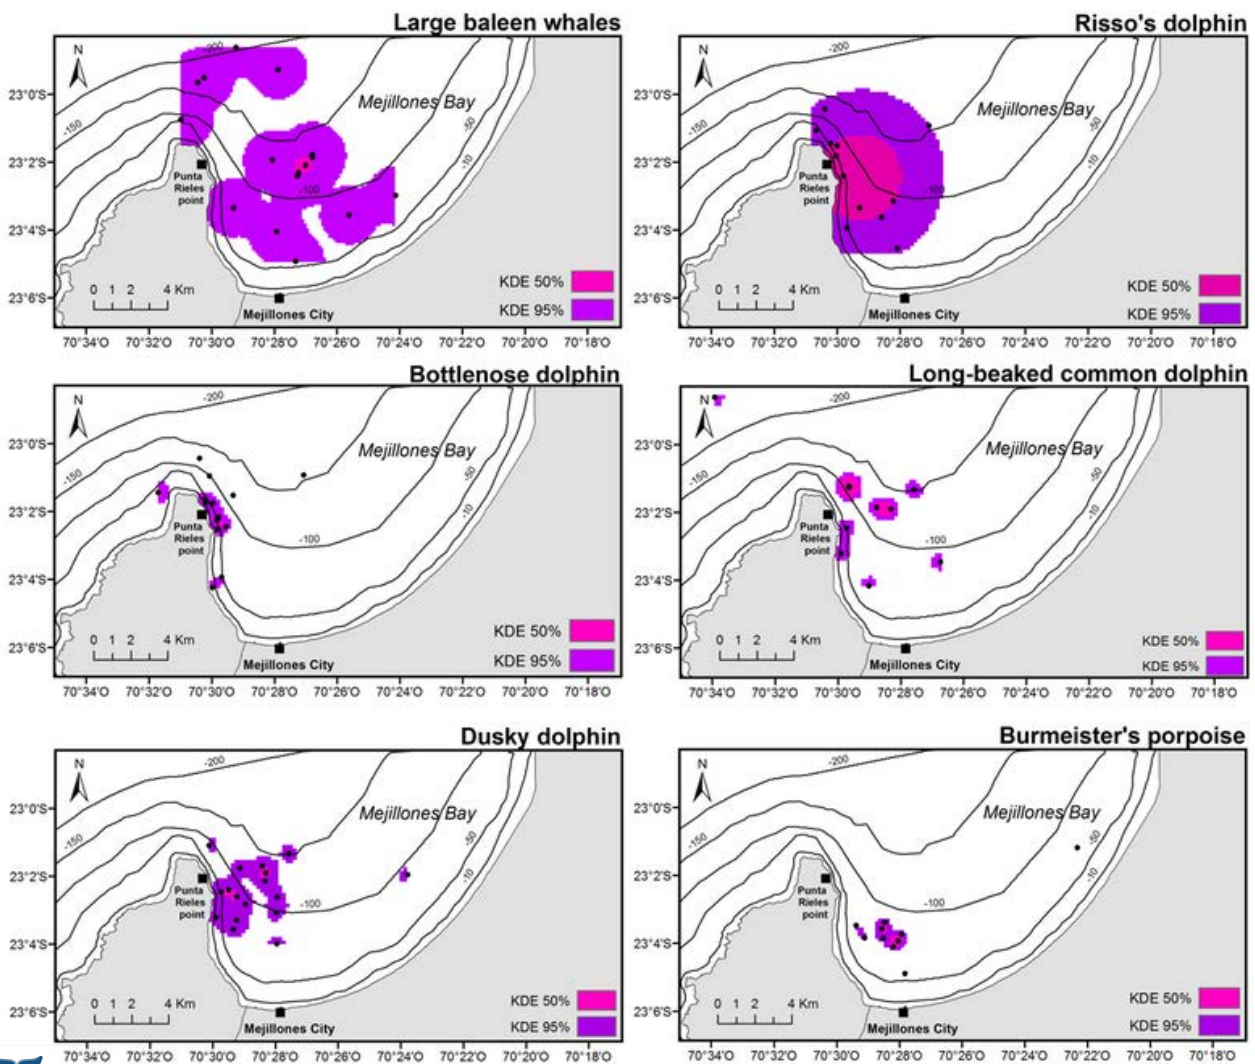 Large baleen whales
N
-200
23°0'S
-150
Mejillones Bay
-50
23°2'S
-10
Punta
Rieles
point
-100
23°4'S
0 1 2 4 Km
KDE 50%
23°6'S
KDE 95%
Mejillones City
70°34'O 70°32'O 70°30'O 70°28'O 70°26'O 70°24'O 70°22'O 70°20'O 70°18'O
Risso's dolphin
N
-200
23°0'S
-150
Mejillones Bay
-50
23°2'S
-10
Punta
Rieles
point
-100
23°4'S
0 1 2 4 Km
KDE 50%
23°6'S
KDE 95%
Mejillones City
70°34'O 70°32'O 70°30'O 70°28'O 70°26'O 70°24'O 70°22'O 70°20'O 70°18'O
Bottlenose dolphin
N
-200
23°0'S
-150
Mejillones Bay
-50
23°2'S
-10
Punta
Rieles
point
-100
23°4'S
0 1 2 4 Km
KDE 50%
23°6'S
KDE 95%
Mejillones City
70°34'O 70°32'O 70°30'O 70°28'O 70°26'O 70°24'O 70°22'O 70°20'O 70°18'O
Long-beaked common dolphin
N
-200
23°0'S
-150
Mejillones Bay
-50
23°2'S
-10
Punta
Rieles
point
-100
23°4'S
0 1 2 4 Km
KDE 50%
23°6'S
KDE 95%
Mejillones City
70°34'O 70°32'O 70°30'O 70°28'O 70°26'O 70°24'O 70°22'O 70°20'O 70°18'O
Dusky dolphin
N
-200
23°0'S
-150
Mejillones Bay
-50
23°2'S
-10
Punta
Rieles
point
-100
23°4'S
0 1 2 4 Km
KDE 50%
23°6'S
KDE 95%
Mejillones City
70°34'O 70°32'O 70°30'O 70°28'O 70°26'O 70°24'O 70°22'O 70°20'O 70°18'O
Burmeister's porpoise
N
-200
23°0'S
-150
Mejillones Bay
-50
23°2'S
-10
Punta
Rieles
point
-100
23°4'S
0 1 2 4 Km
KDE 50%
23°6'S
KDE 95%
Mejillones City
70°34'O 70°32'O 70°30'O 70°28'O 70°26'O 70°24'O 70°22'O 70°20'O 70°18'O